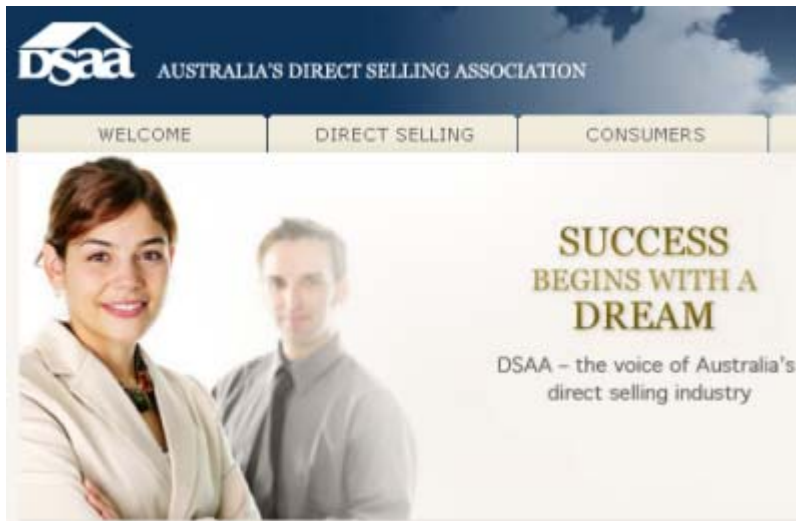 DSaa
AUSTRALIA'S DIRECT SELLING ASSOCIATION
WELCOME
DIRECT SELLING
CONSUMERS
SUCCESS
BEGINS WITH A
DREAM
DSAA – the voice of Australia's
direct selling industry